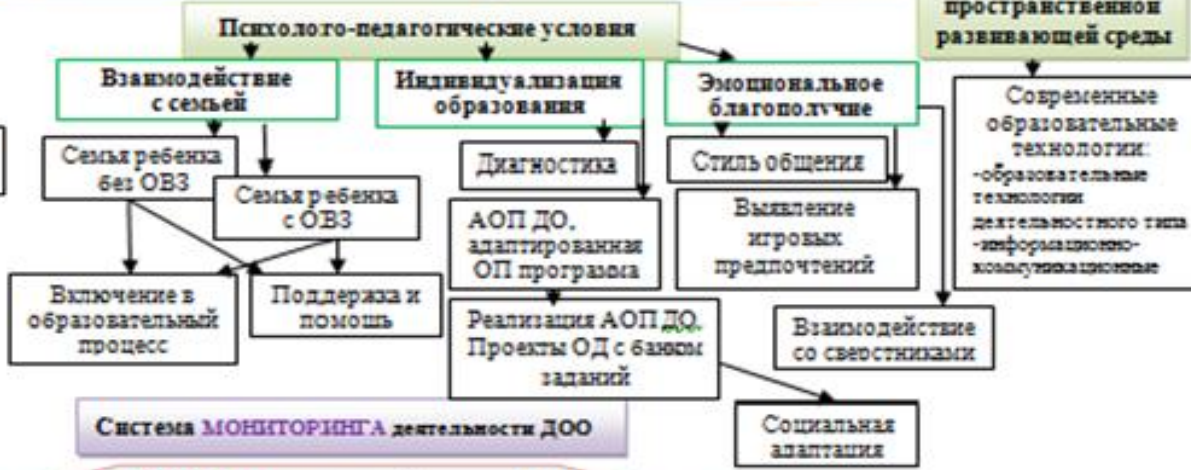 Психолого-педагогические условия
пространственной
развивающей среды
Взаимодействие
с семьей
Индивидуализация
образования
Эмоциональное
благополучие
Современные
образовательные
технологии:
-образовательные
технологии
деятельностного типа
-информационно-
коммуникационные
Семья ребенка
без ОВЗ
Семья ребенка
с ОВЗ
Диагностика
Стиль общения
АОП ДО,
адаптированная
ОП программа
Выявление
игровых
предпочтений
Включение в
образовательный
процесс
Поддержка и
помощь
Реализация АОП ДО.
Проекты ОД с банком
заданий
Взаимодействие
со сверстниками
Социальная
адаптация
Система МОНИТОРИНГА деятельности ДОО